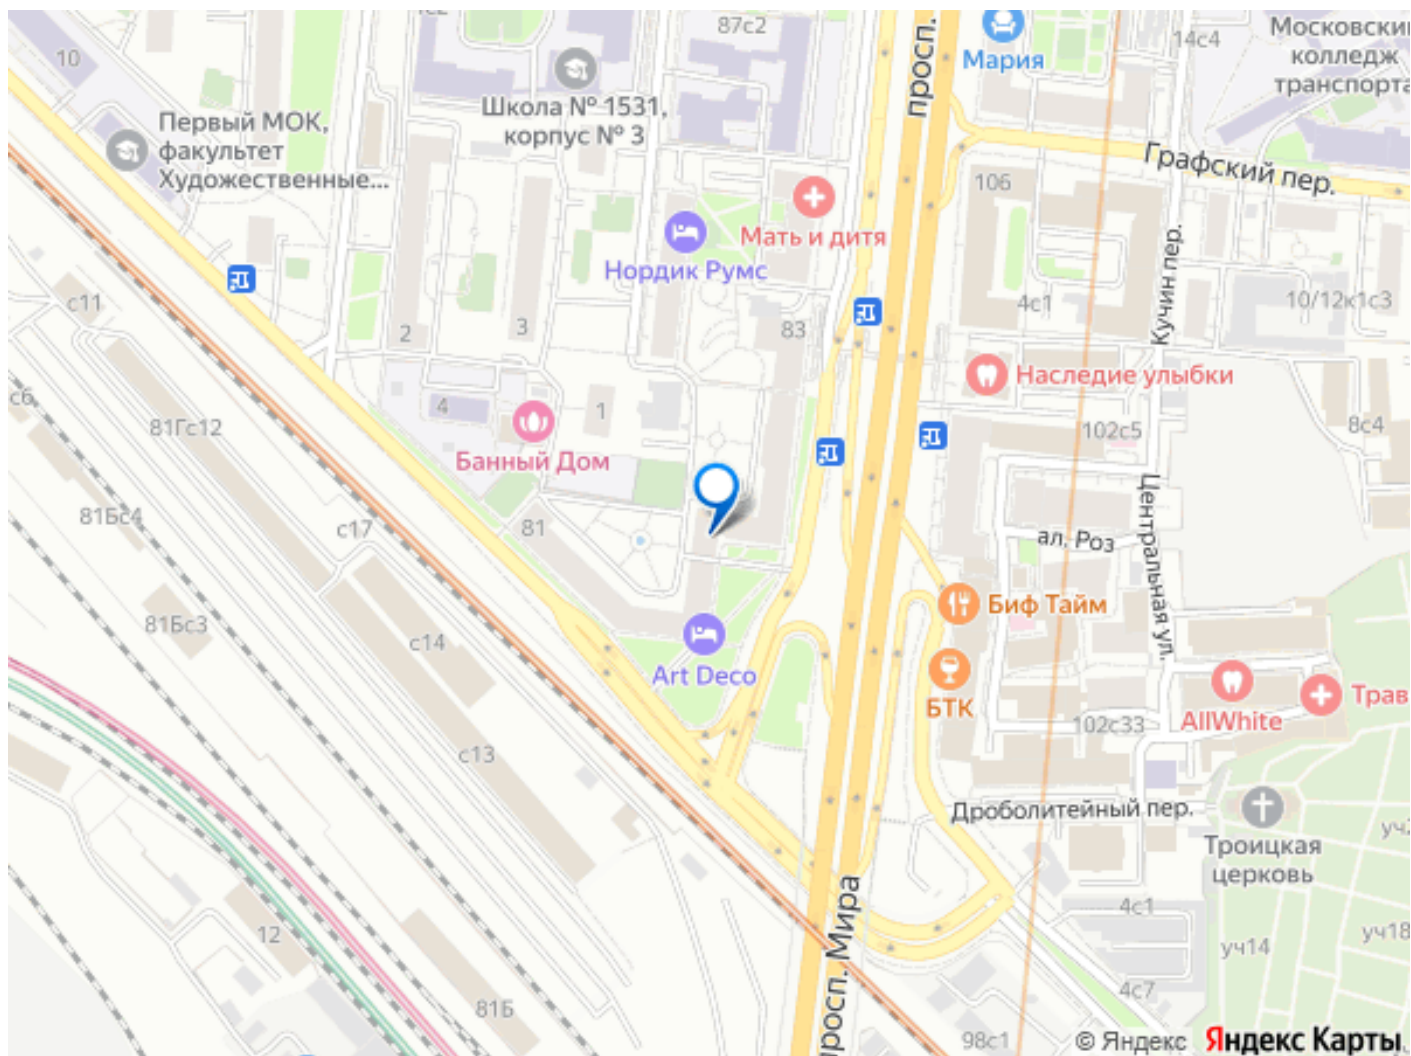 87с2
просп.
Мария
14с4
Московский
колледж
транспорта
10
Школа № 1531,
корпус № 3
Первый МОК,
факультет
Художественные...
Графский пер.
106
Мать и дитя
Нордик Румс
Кучин пер.
с11
2
3
83
4с1
10/12к1с3
Наследие улыбки
с6
81Гс12
4
1
Банный Дом
102с5
8с4
81Бс4
с17
81
ал. Роз
Центральная ул.
Биф Тайм
81Бс3
с14
Art Deco
БТК
AllWhite
Трав
102с33
с13
Дроболитейный пер.
Троицкая
церковь
просп. Мира
12
4с1
уч14
уч18
4с7
81Б
98с1
© Яндекс Яндекс Карты